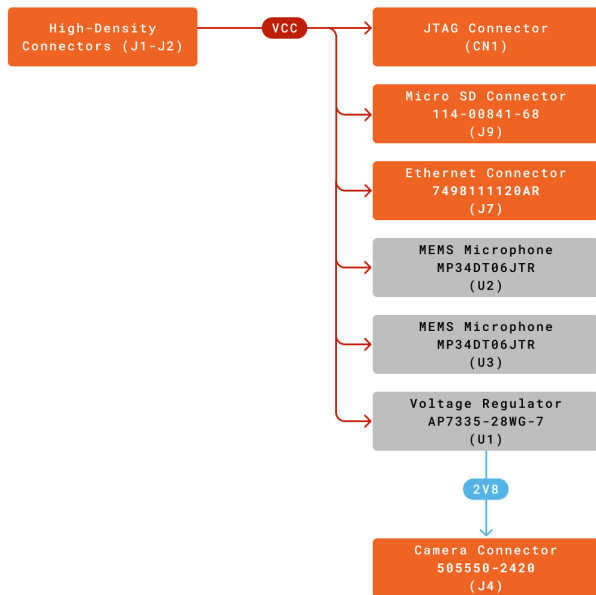 High-Density
Connectors (J1-J2)
VCC
JTAG Connector
(CN1)
Micro SD Connector
114-00841-68
(J9)
Ethernet Connector
7498111120AR
(J7)
MEMS Microphone
MP34DT06JTR
(U2)
MEMS Microphone
MP34DT06JTR
(U3)
Voltage Regulator
AP7335-28WG-7
(U1)
2V8
Camera Connector
505550-2420
(J4)